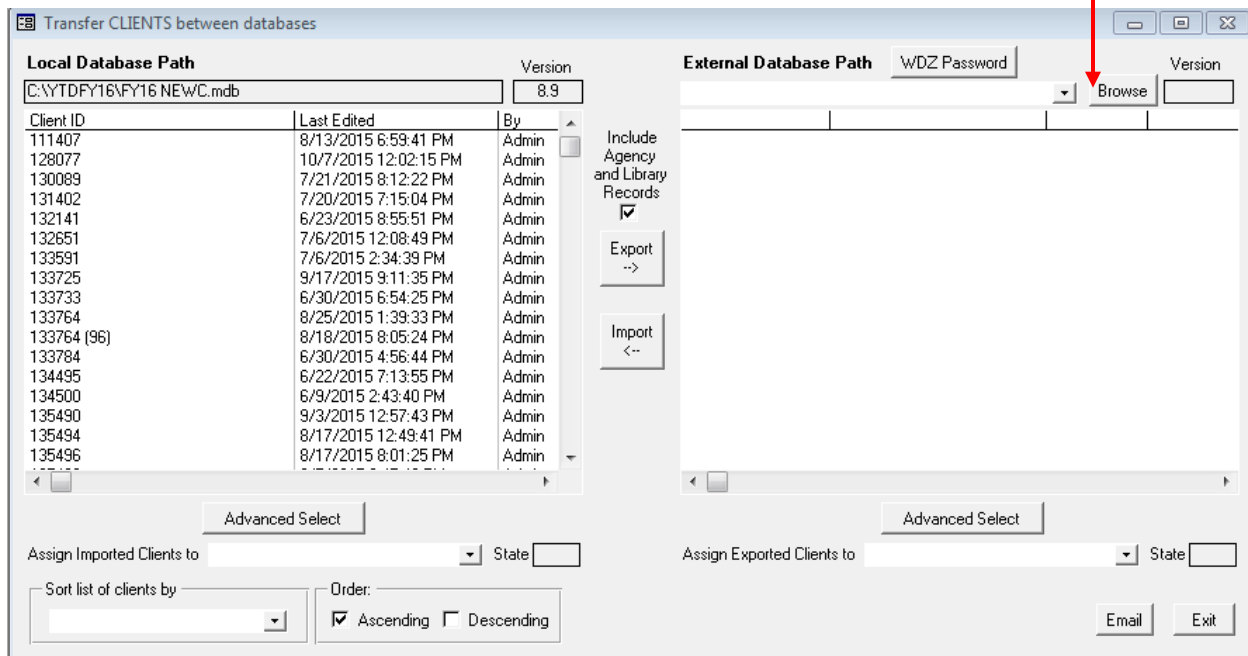 Transfer CLIENTS between databases
Local Database Path
Version
C:\YTDFY16\FY16 NEWC.mdb
8.9
Client ID Last Edited By
111407 8/13/2015 6:59:41 PM Admin
128077 10/7/2015 12:02:15 PM Admin
130089 7/21/2015 8:12:22 PM Admin
131402 7/20/2015 7:15:04 PM Admin
132141 6/23/2015 8:55:51 PM Admin
132651 7/6/2015 12:08:49 PM Admin
133591 7/6/2015 2:34:39 PM Admin
133725 9/17/2015 9:11:35 PM Admin
133733 6/30/2015 6:54:25 PM Admin
133764 8/25/2015 1:39:33 PM Admin
133764 (96) 8/18/2015 8:05:24 PM Admin
133784 6/30/2015 4:56:44 PM Admin
134495 6/22/2015 7:13:55 PM Admin
134500 6/9/2015 2:43:40 PM Admin
135490 9/3/2015 12:57:43 PM Admin
135494 8/17/2015 12:49:41 PM Admin
135496 8/17/2015 8:01:25 PM Admin
Advanced Select
Assign Imported Clients to
State
Sort list of clients by
Order:
Ascending Descending
Include
Agency
and Library
Records
Export
-->
Import
<--
External Database Path
WDZ Password
Version
Browse
Advanced Select
Assign Exported Clients to
State
Email
Exit